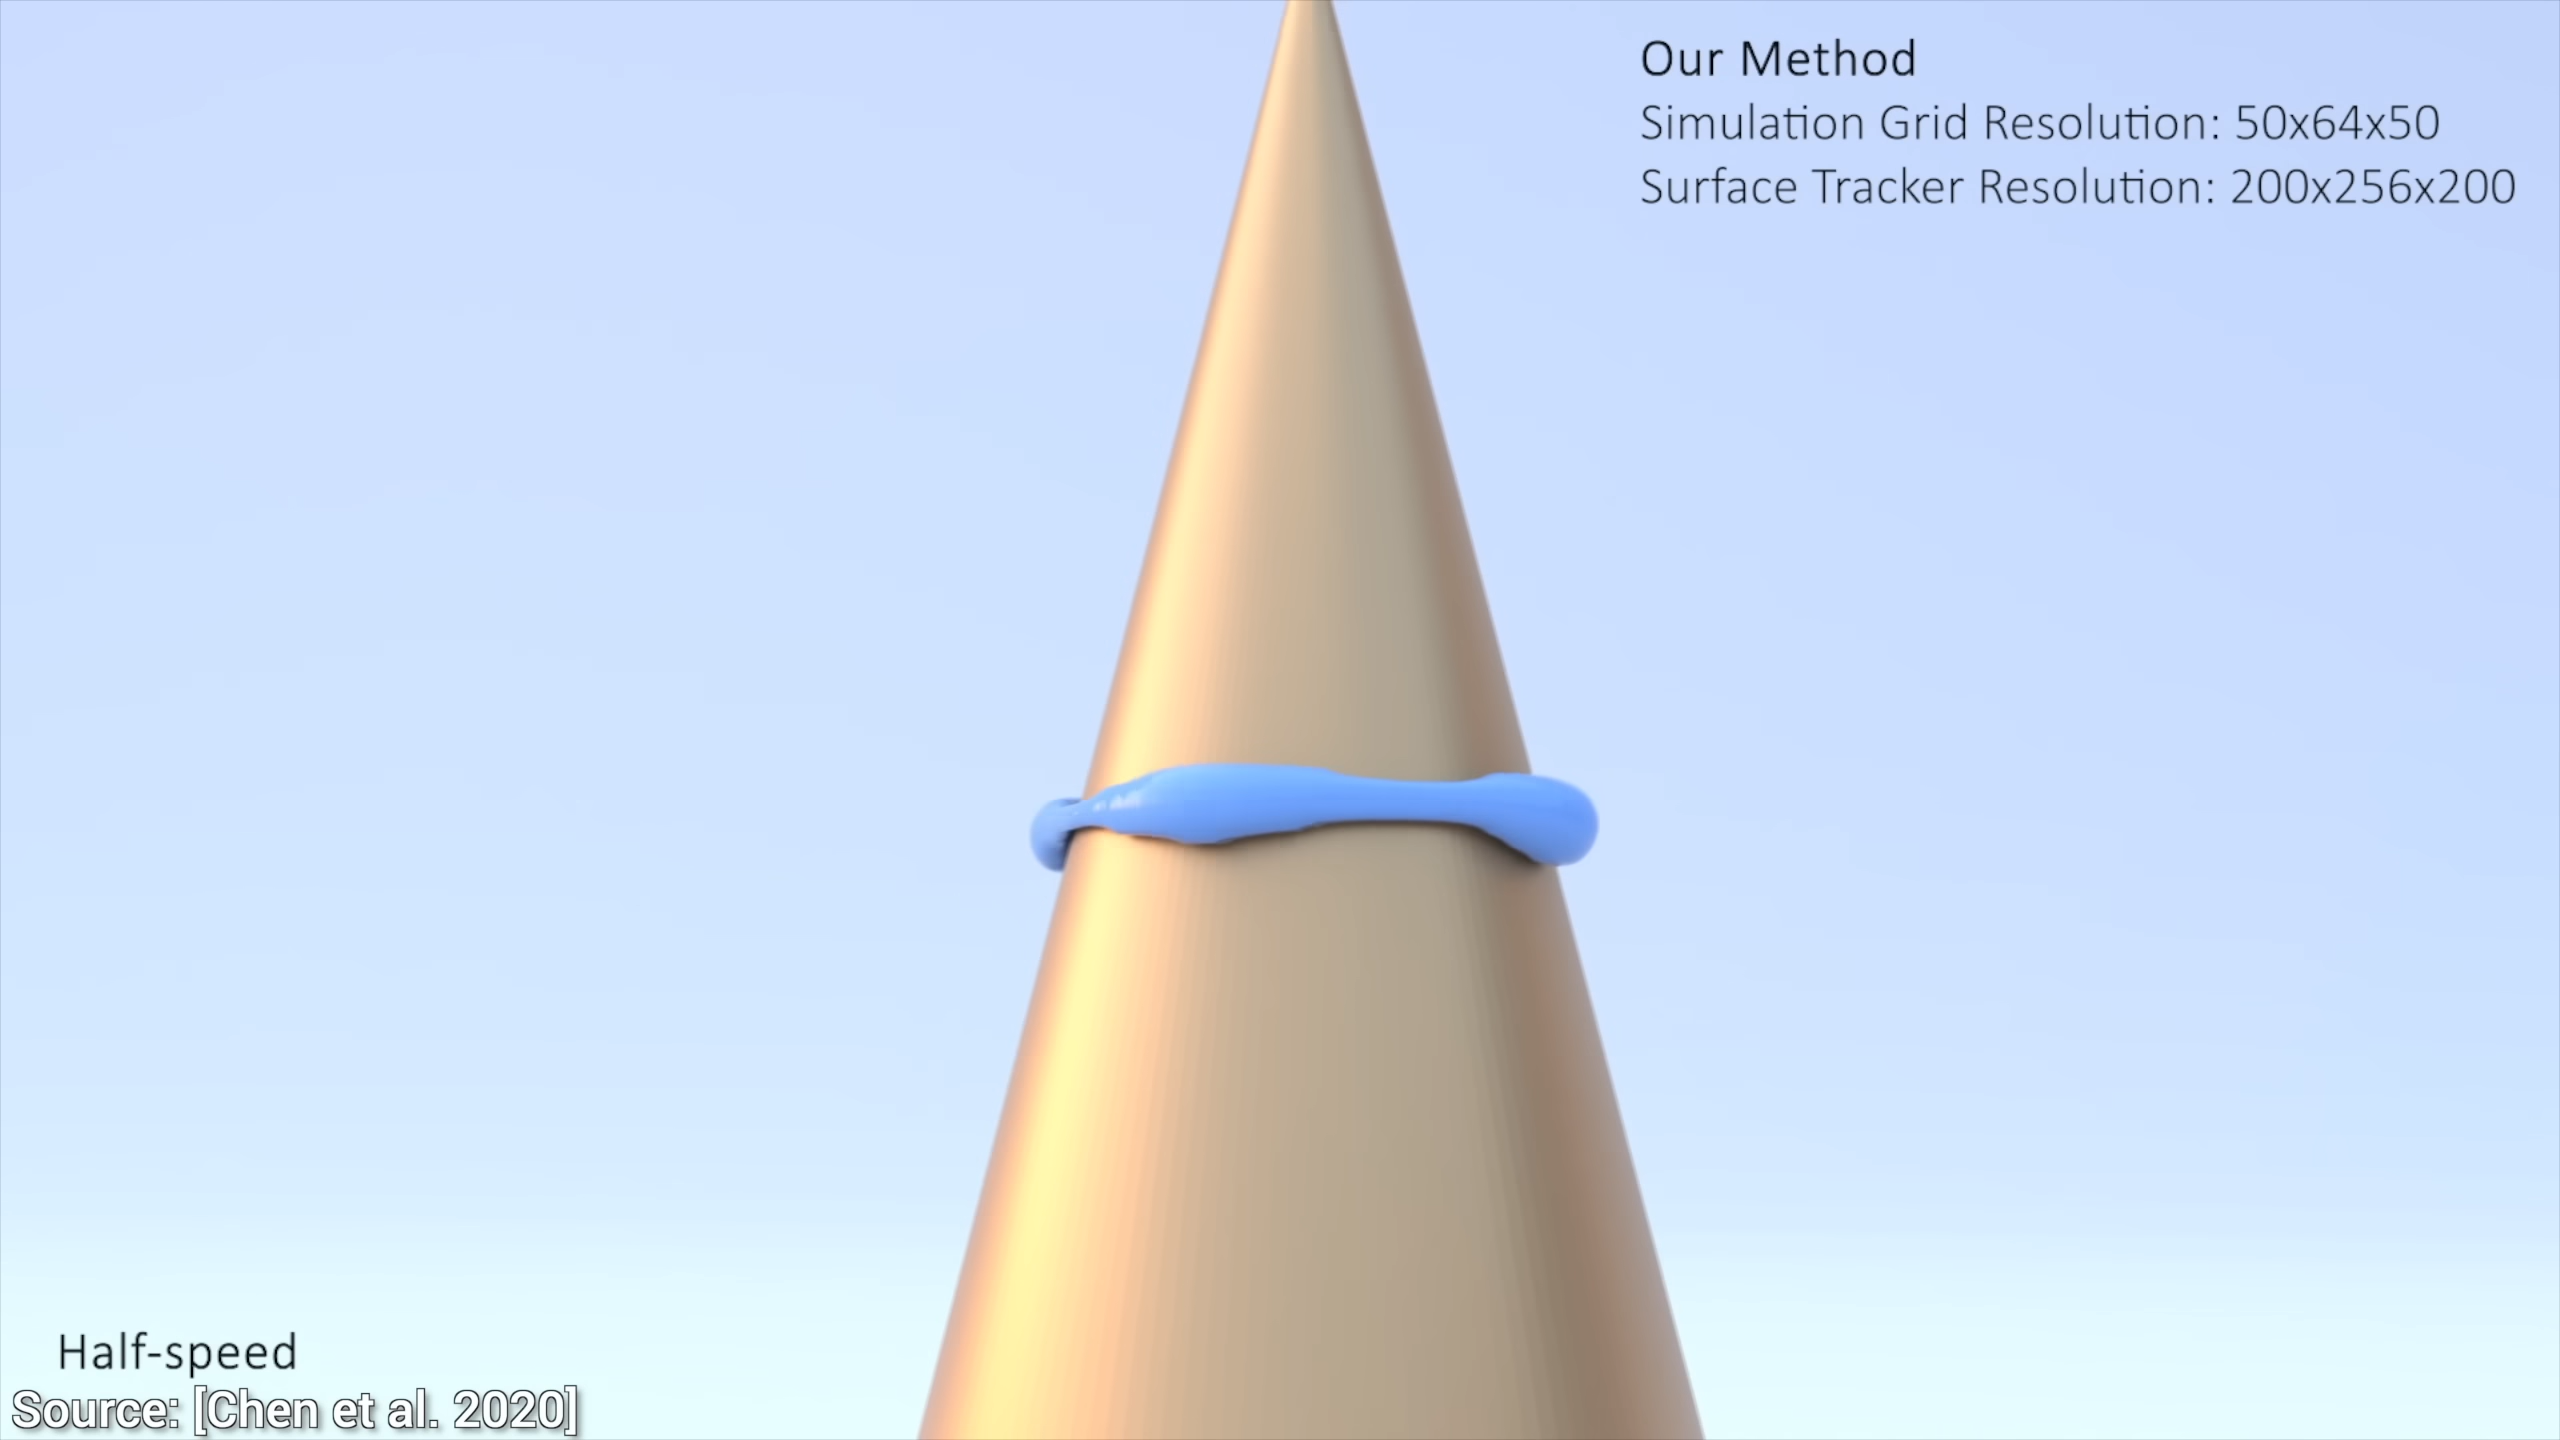 Our Method
Simulation Grid Resolution: 50x64x50
Surface Tracker Resolution: 200x256x200
Half-speed
Source: [Chen et al. 2020]